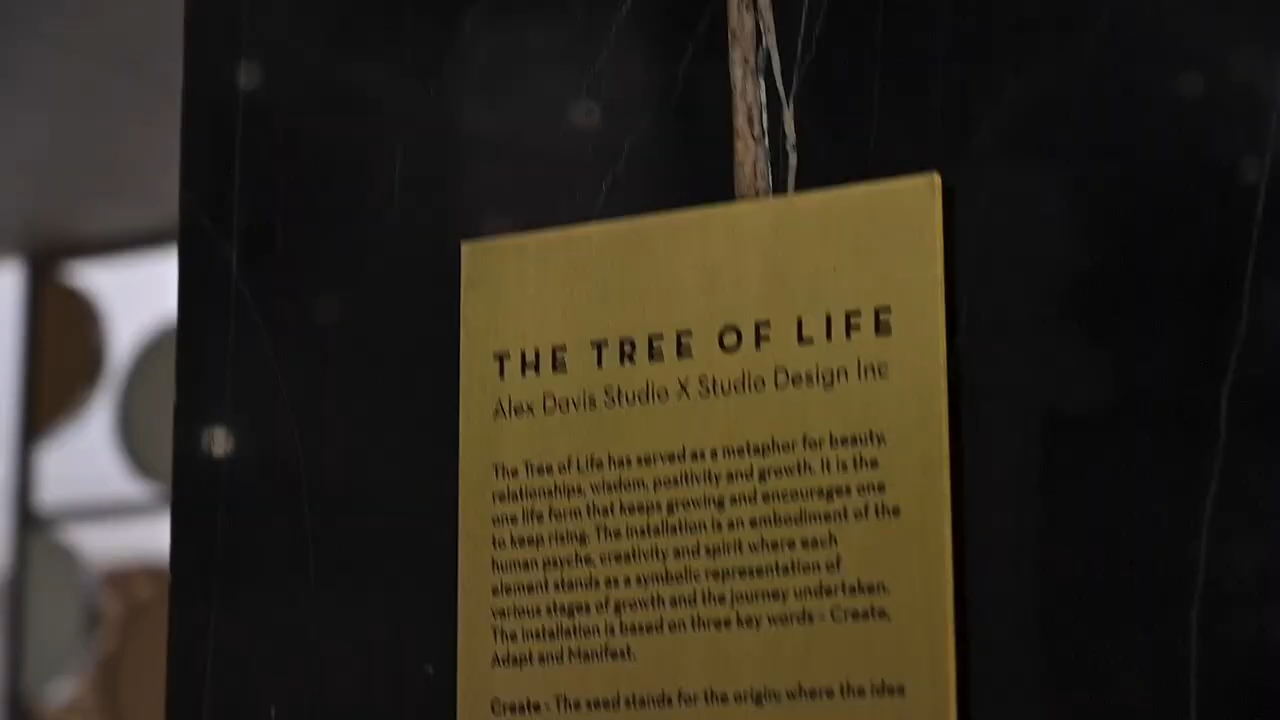 THE TREE OF LIFE
Alex Davis Studio X Studio Design Inc
The Tree of Life has served as a metaphor for beauty,
relationships, wisdom, positivity and growth. It is the
one life form that keeps growing and encourages one
to keep rising. The installation is an embodiment of the
human psyche, creativity and spirit where each
element stands as a symbolic representation of
various stages of growth and the journey undertaken.
The installation is based on three key words - Create,
Adapt and Manifest.
Create - The seed stands for the origin; where the idea